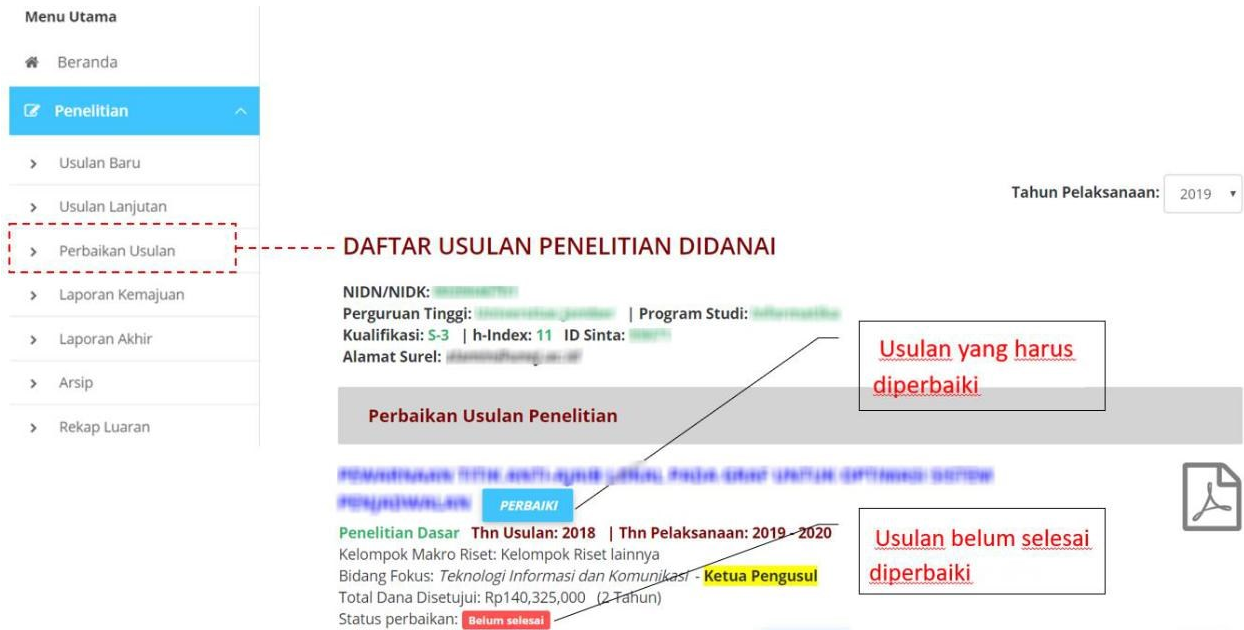 Menu Utama
Beranda
Penelitian
Usulan Baru
Usulan Lanjutan
Perbaikan Usulan
Laporan Kemajuan
Laporan Akhir
Arsip
Rekap Luaran
Tahun Pelaksanaan: 2019
DAFTAR USULAN PENELITIAN DIDANAI
NIDN/NIDK:
Perguruan Tinggi: | Program Studi:
Kualifikasi: S-3 | h-Index: 11 ID Sinta:
Alamat Surel:
Usulan yang harus
diperbaiki
Perbaikan Usulan Penelitian
PERBAIKI
Penelitian Dasar Thn Usulan: 2018 | Thn Pelaksanaan: 2019 - 2020
Kelompok Makro Riset: Kelompok Riset lainnya
Bidang Fokus: Teknologi Informasi dan Komunikasi - Ketua Pengusul
Total Dana Disetujui: Rp140,325,000 (2 Tahun)
Status perbaikan: Belum selesai
Usulan belum selesai
diperbaiki